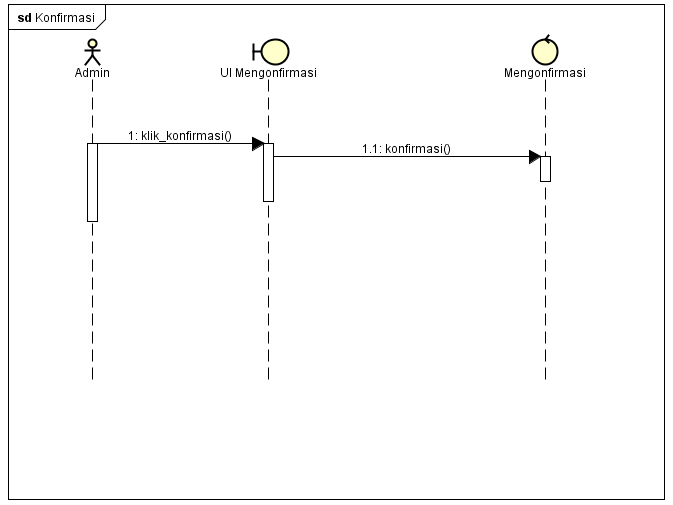 sd Konfirmasi
Admin
UI Mengonfirmasi
Mengonfirmasi
1: klik_konfirmasi()
1.1: konfirmasi()